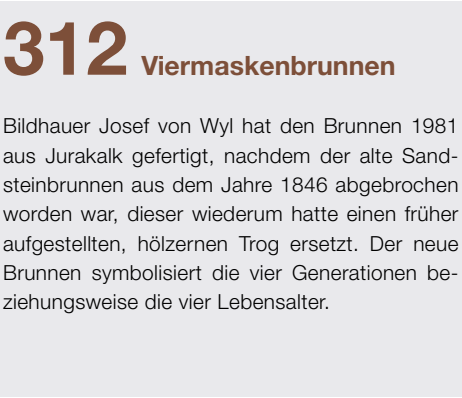 312 Viermaskenbrunnen
Bildhauer Josef von Wyl hat den Brunnen 1981
aus Jurakalk gefertigt, nachdem der alte Sand-
steinbrunnen aus dem Jahre 1846 abgebrochen
worden war, dieser wiederum hatte einen früher
aufgestellten, hölzernen Trog ersetzt. Der neue
Brunnen symbolisiert die vier Generationen be-
ziehungsweise die vier Lebensalter.